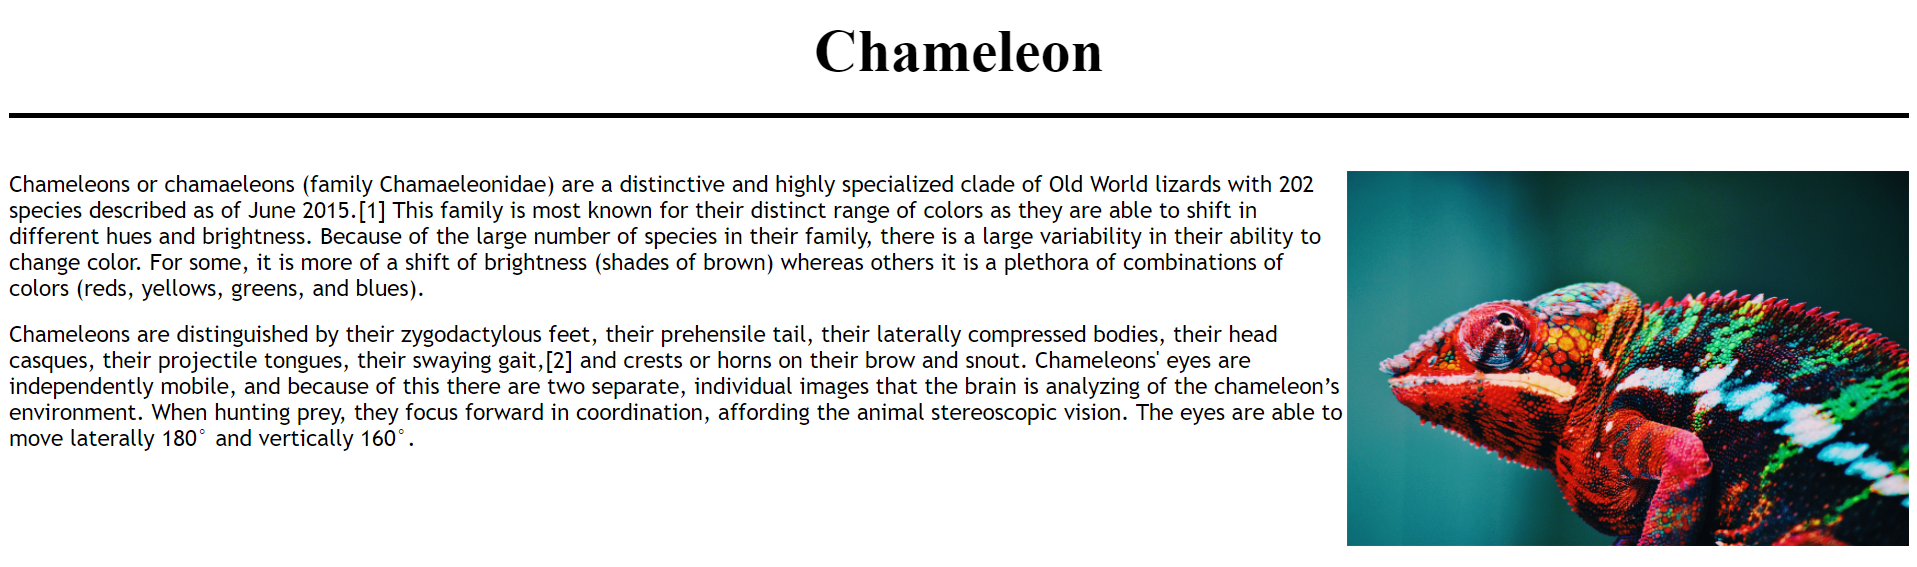 Chameleon
Chameleons or chamaeleons (family Chamaeleonidae) are a distinctive and highly specialized clade of Old World lizards with 202
species described as of June 2015.[1] This family is most known for their distinct range of colors as they are able to shift in
different hues and brightness. Because of the large number of species in their family, there is a large variability in their ability to
change color. For some, it is more of a shift of brightness (shades of brown) whereas others it is a plethora of combinations of
colors (reds, yellows, greens, and blues).
Chameleons are distinguished by their zygodactylous feet, their prehensile tail, their laterally compressed bodies, their head
casques, their projectile tongues, their swaying gait,[2] and crests or horns on their brow and snout. Chameleons' eyes are
independently mobile, and because of this there are two separate, individual images that the brain is analyzing of the chameleon’s
environment. When hunting prey, they focus forward in coordination, affording the animal stereoscopic vision. The eyes are able to
move laterally 180° and vertically 160°.